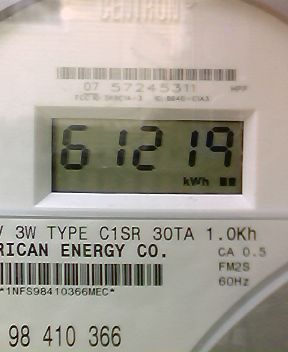 CENTRON
07 57245311
61219
kWh
V 3W TYPE C1SR 30TA 1.0Kh
RICAN ENERGY CO. CA 0.5
FM2S
*1NFS98410366MEC* 60Hz
98 410 366